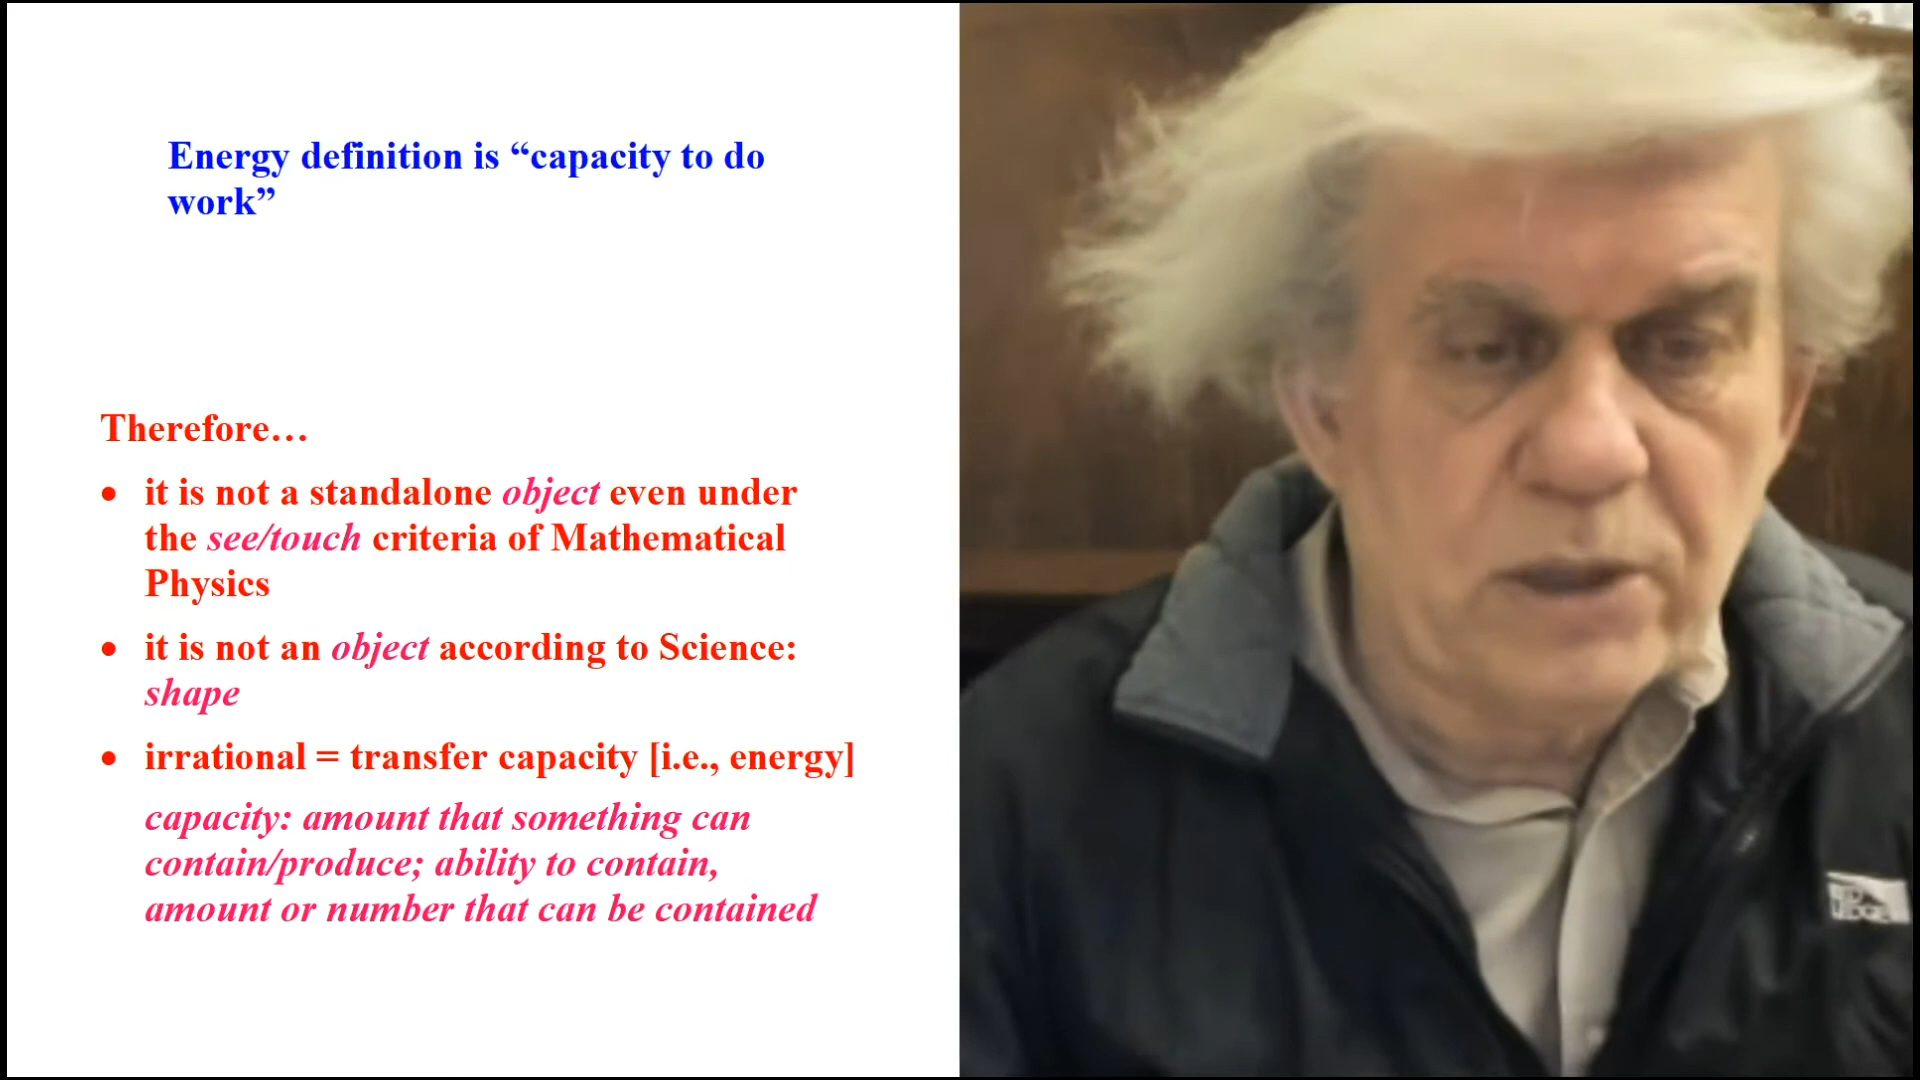 Energy definition is “capacity to do
work”
Therefore…
• it is not a standalone object even under
the see/touch criteria of Mathematical
Physics
• it is not an object according to Science:
shape
• irrational = transfer capacity [i.e., energy]
capacity: amount that something can
contain/produce; ability to contain,
amount or number that can be contained